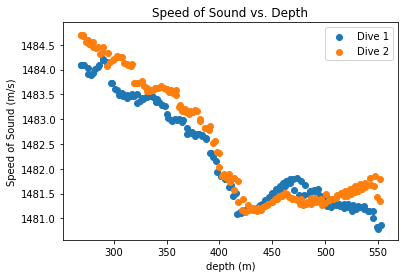 Speed of Sound vs. Depth
Dive 1
Dive 2
1484.5
1484.0
1483.5
1483.0
1482.5
1482.0
1481.5
1481.0
Speed of Sound (m/s)
300 350 400 450 500 550
depth (m)